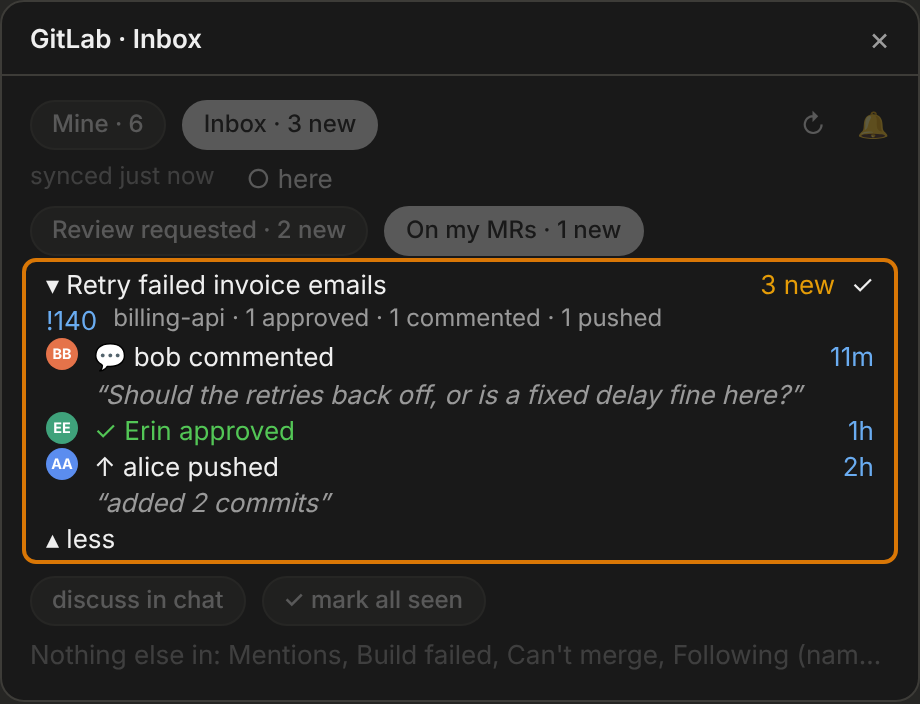 GitLab · Inbox ×
Mine · 6 Inbox · 3 new
synced just now here
Review requested · 2 new On my MRs · 1 new
▾ Retry failed invoice emails 3 new ✓
!140 billing-api · 1 approved · 1 commented · 1 pushed
BB 💬 bob commented 11m
“Should the retries back off, or is a fixed delay fine here?”
EE ✓ Erin approved 1h
AA ↑ alice pushed 2h
“added 2 commits”
▴ less
discuss in chat ✓ mark all seen
Nothing else in: Mentions, Build failed, Can't merge, Following (nam...